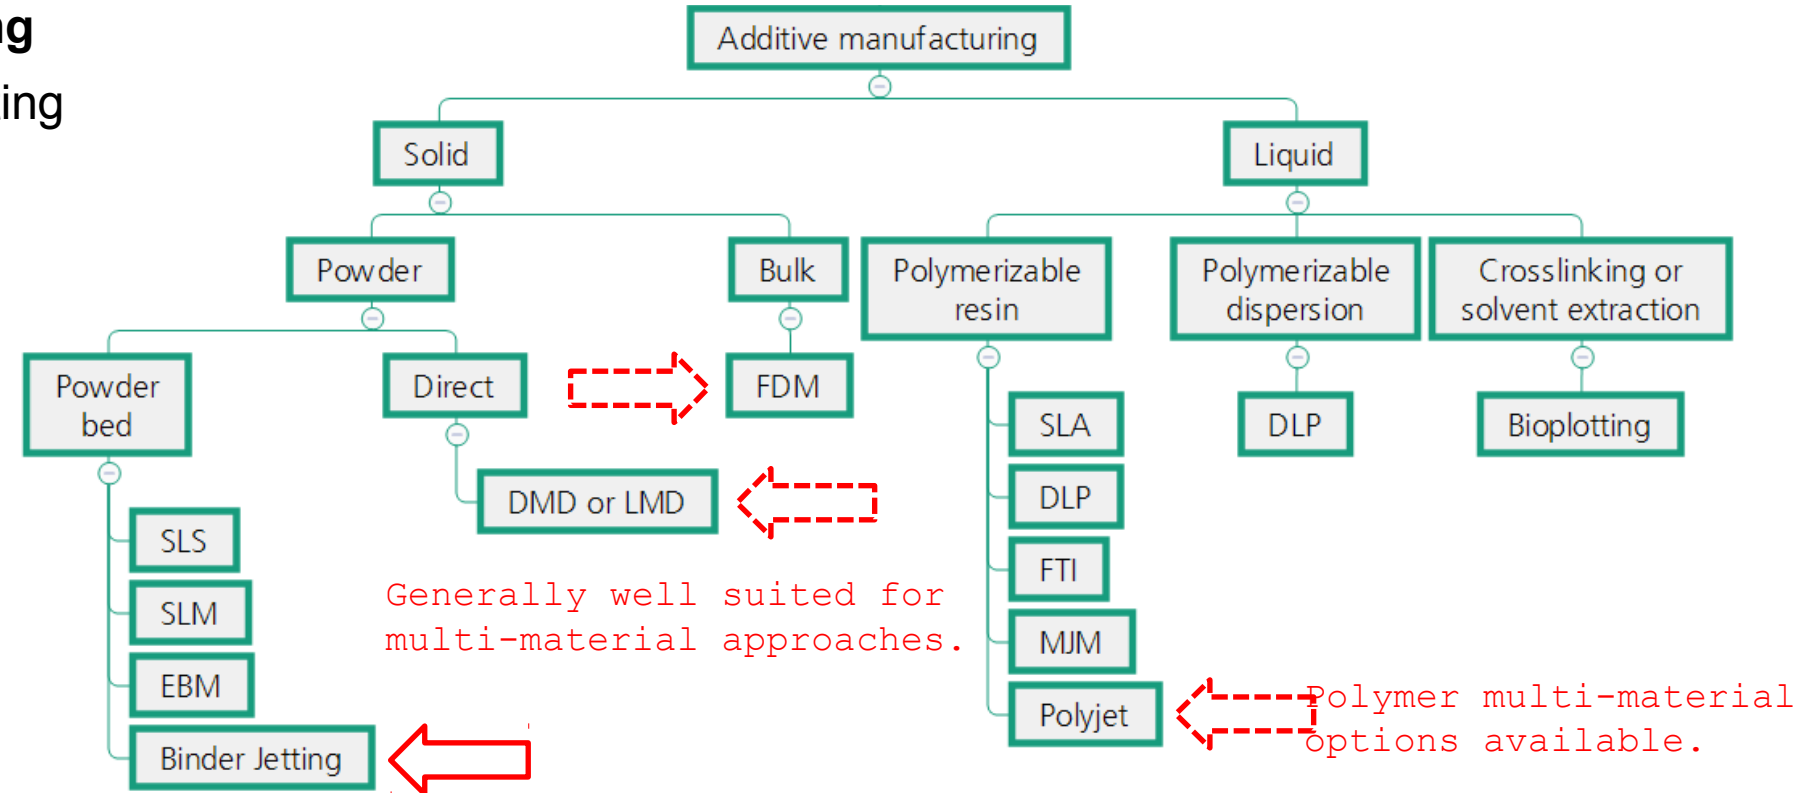 Additive manufacturing
Solid
Liquid
Powder
Bulk
Polymerizable
resin
Polymerizable
dispersion
Crosslinking or
solvent extraction
Powder
bed
Direct
FDM
SLA
DLP
FTI
MJM
Polyjet
DLP
Bioplotting
DMD or LMD
SLS
SLM
EBM
Binder Jetting
Generally well suited for
multi-material approaches.
Polymer multi-material
options available.